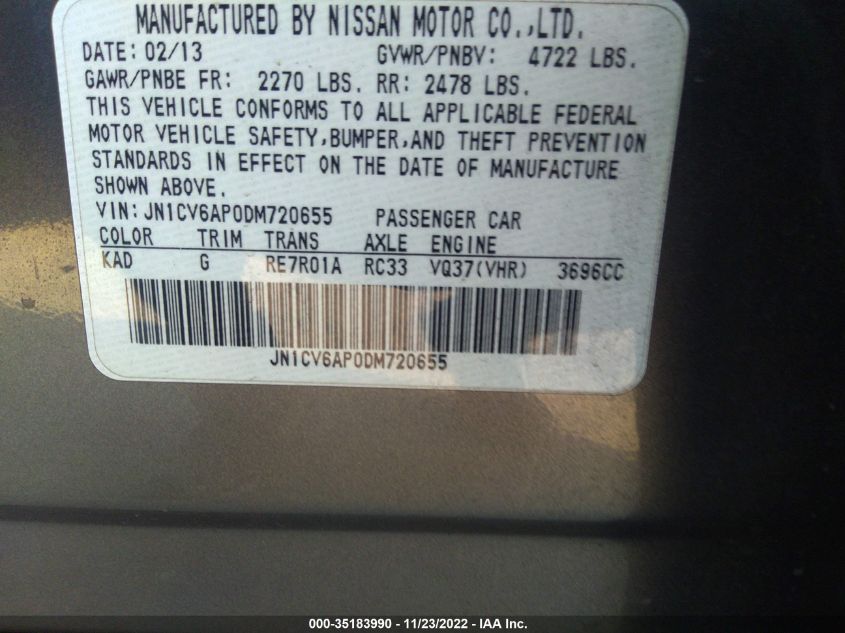 MANUFACTURED BY NISSAN MOTOR CO.,LTD.
DATE: 02/13 GVWR/PNBV: 4722 LBS.
GAWR/PNBE FR: 2270 LBS. RR: 2478 LBS.
THIS VEHICLE CONFORMS TO ALL APPLICABLE FEDERAL
MOTOR VEHICLE SAFETY,BUMPER,AND THEFT PREVENTION
STANDARDS IN EFFECT ON THE DATE OF MANUFACTURE
SHOWN ABOVE.
VIN: JN1CV6AP0DM720655 PASSENGER CAR
COLOR TRIM TRANS AXLE ENGINE
KAD G RE7R01A RC33 VQ37(VHR) 3696CC
JN1CV6AP0DM720655
000-35183990 - 11/23/2022 - IAA Inc.